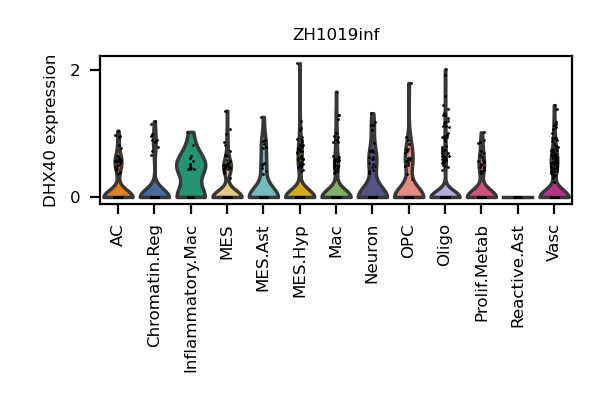 ZH1019inf
DHX40 expression
2
0
AC
Chromatin.Reg
Inflammatory.Mac
MES
MES.Ast
MES.Hyp
Mac
Neuron
OPC
Oligo
Prolif.Metab
Reactive.Ast
Vasc